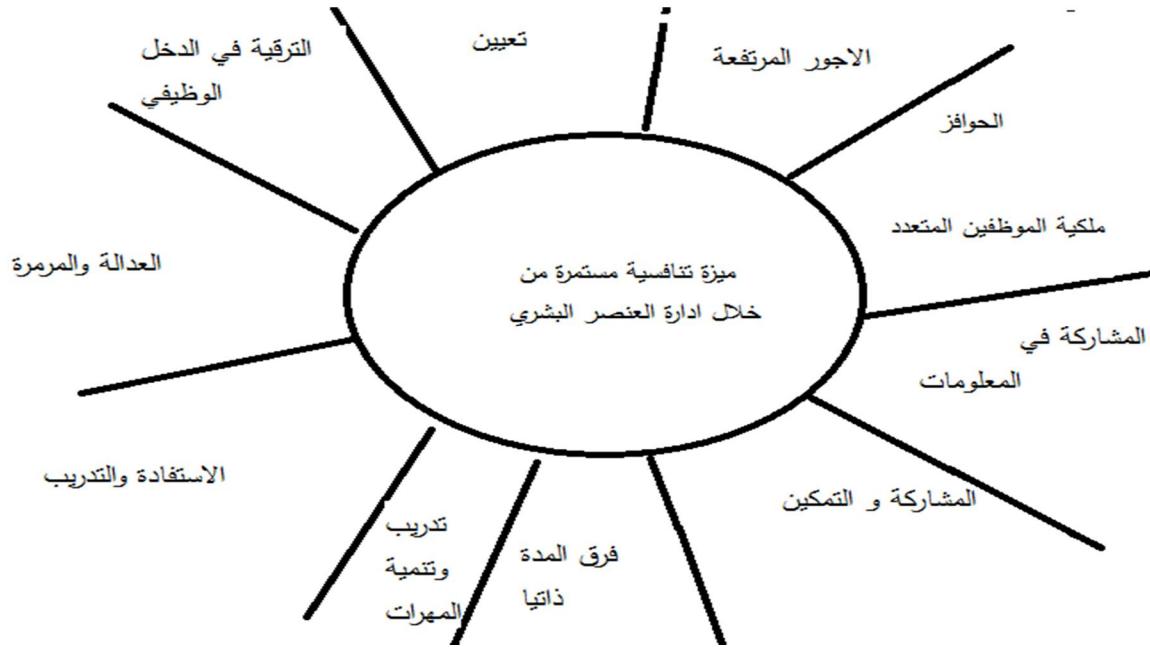 تعيين
الاجور المرتفعة
الحوافز
ملكية الموظفين المتعدد
المشاركة في
المعلومات
المشاركة و التمكين
فرق المدة
ذاتيا
تدريب
وتنمية
المهرات
الاستفادة والتدريب
العدالة والمرمرة
الترقية في الدخل
الوظيفي
ميزة تنافسية مستمرة من
خلال ادارة العنصر البشري